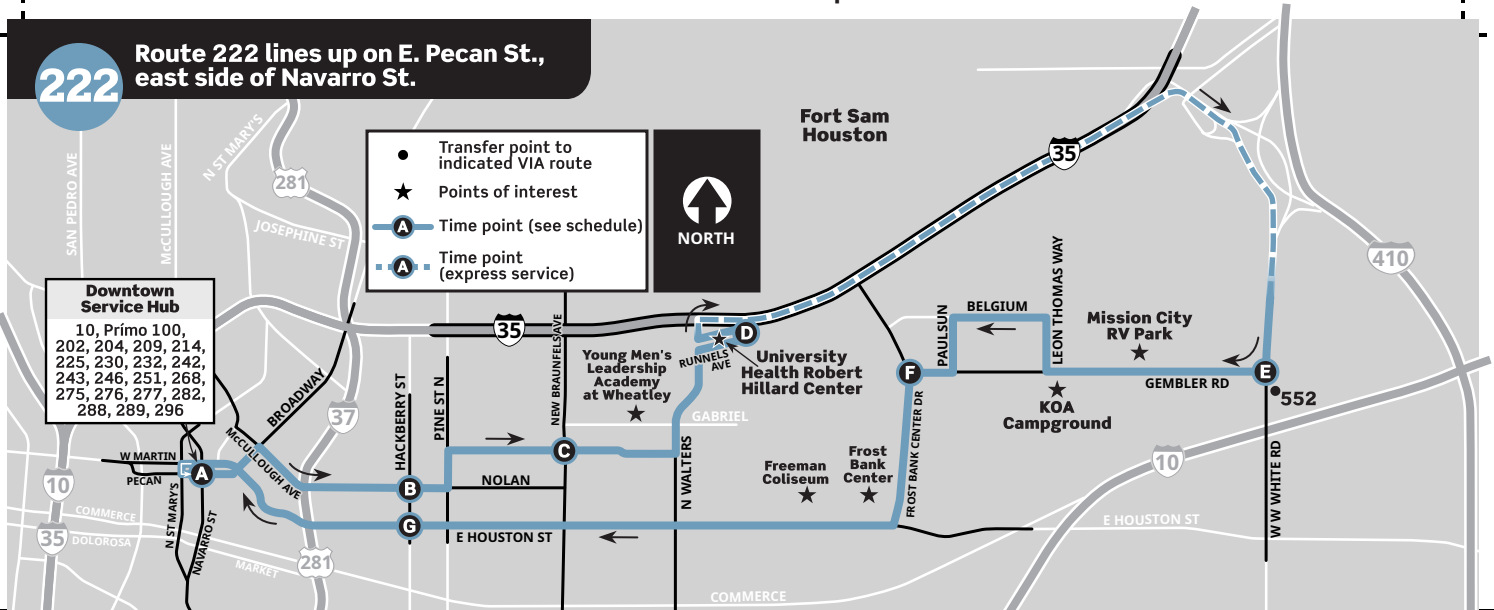 222
Route 222 lines up on E. Pecan St.,
east side of Navarro St.
Transfer point to
indicated VIA route
Points of interest
A
Time point (see schedule)
A
Time point
(express service)
NORTH
Fort Sam
Houston
35
410
SAN PEDRO AVE
McCULLOUGH AVE
N ST MARY'S
281
JOSEPHINE ST
Downtown
Service Hub
10, Prímo 100,
202, 204, 209, 214,
225, 230, 232, 242,
243, 246, 251, 268,
275, 276, 277, 282,
288, 289, 296
35
NEW BRAUNFELS AVE
Young Men's
Leadership
Academy
at Wheatley
RUNNELS
AVE
D
University
Health Robert
Hillard Center
F
PAULSUN
BELGIUM
LEON THOMAS WAY
Mission City
RV Park
GEMBLER RD
E
552
KOA
Campground
BROADWAY
37
HACKBERRY ST
PINE ST N
GABRIEL
C
W MARTIN
PECAN
A
McCULLOUGH AVE
B
NOLAN
N WALTERS
Freeman
Coliseum
Frost
Bank
Center
FROST BANK CENTER DR
10
W W WHITE RD
10
COMMERCE
35
DOLOROSA
N ST MARY'S
NAVARRO ST
G
E HOUSTON ST
E HOUSTON ST
281
MARKET
COMMERCE